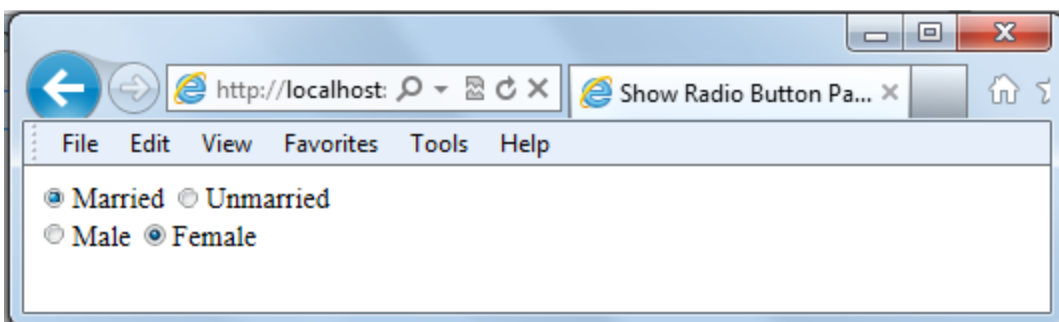 http://localhost:
Show Radio Button Pa...
File Edit View Favorites Tools Help
Married Unmarried
Male Female